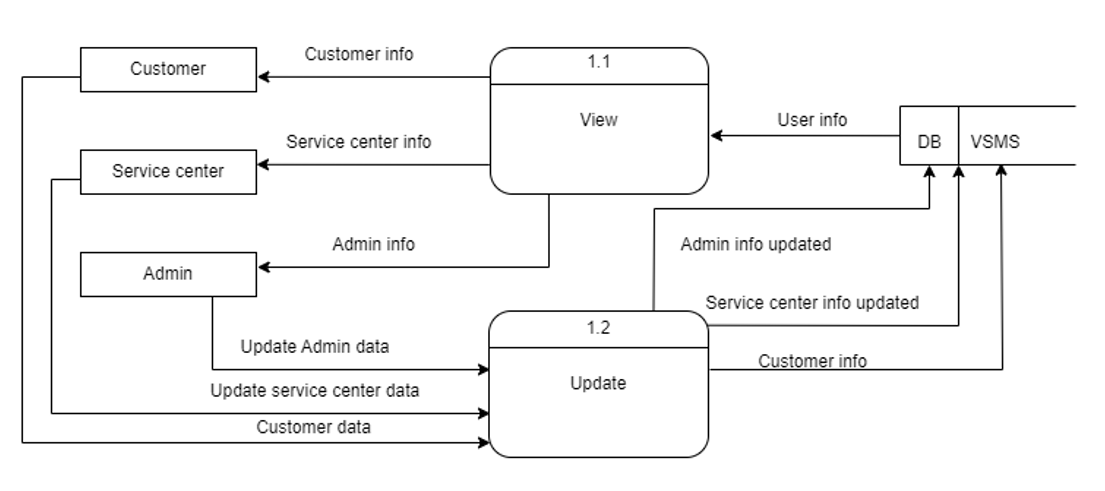 Customer info
1.1
Customer
View
User info
DB
VSMS
Service center info
Service center
Admin info
Admin info updated
Admin
Service center info updated
1.2
Update Admin data
Customer info
Update service center data
Update
Customer data